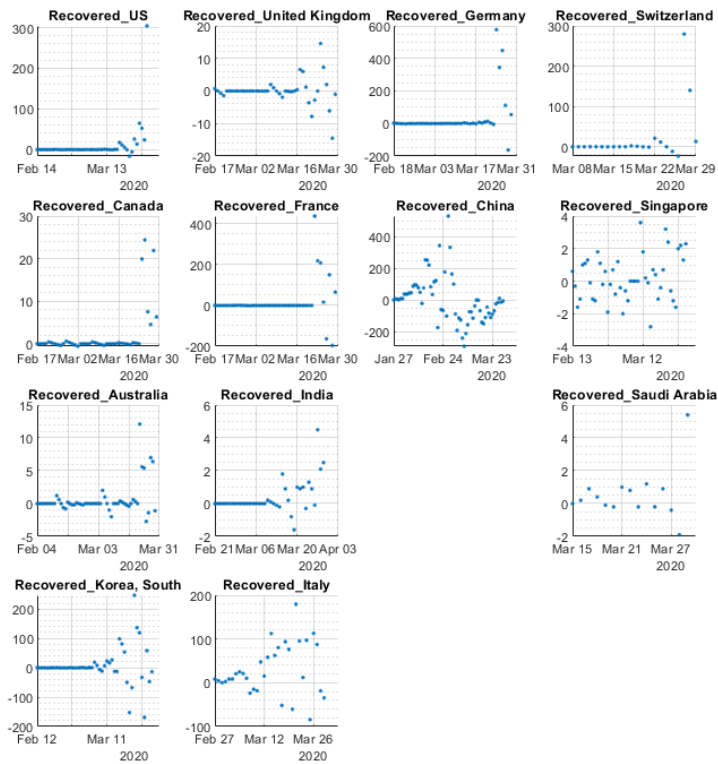 Recovered_US
300
200
100
0
Feb 14 Mar 13
2020
Recovered_United Kingdom
20
10
0
-10
-20
Feb 17 Mar 02 Mar 16 Mar 30
2020
Recovered_Germany
600
400
200
0
-200
Feb 18 Mar 03 Mar 17 Mar 31
2020
Recovered_Switzerland
300
200
100
0
Mar 08 Mar 15 Mar 22 Mar 29
2020
Recovered_Canada
30
20
10
0
Feb 17 Mar 02 Mar 16 Mar 30
2020
Recovered_France
400
200
0
-200
Feb 17 Mar 02 Mar 16 Mar 30
2020
Recovered_China
400
200
0
-200
Jan 27 Feb 24 Mar 23
2020
Recovered_Singapore
4
2
0
-2
-4
Feb 13 Mar 12
2020
Recovered_Australia
15
10
5
0
-5
Feb 04 Mar 03 Mar 31
2020
Recovered_India
6
4
2
0
-2
Feb 21 Mar 06 Mar 20 Apr 03
2020
Recovered_Saudi Arabia
6
4
2
0
-2
Mar 15 Mar 21 Mar 27
2020
Recovered_Korea, South
200
100
0
-100
-200
Feb 12 Mar 11
2020
Recovered_Italy
200
100
0
-100
Feb 27 Mar 12 Mar 26
2020